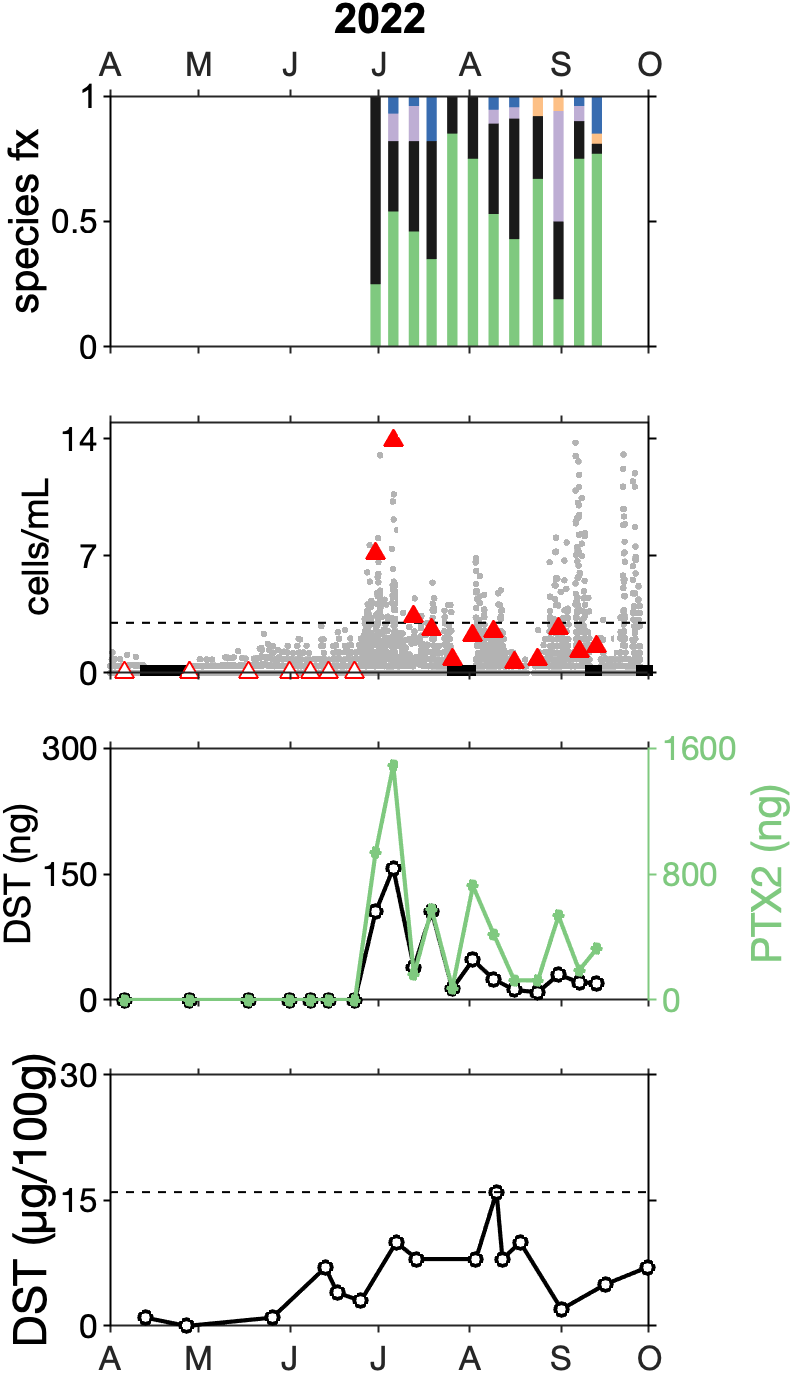 2022
A M J J A S O
1
species fx
0.5
0
14
cells/mL
7
0
300 1600
DST (ng) 150 800 PTX2 (ng)
0 0
30
DST (µg/100g)
15
0
A M J J A S O